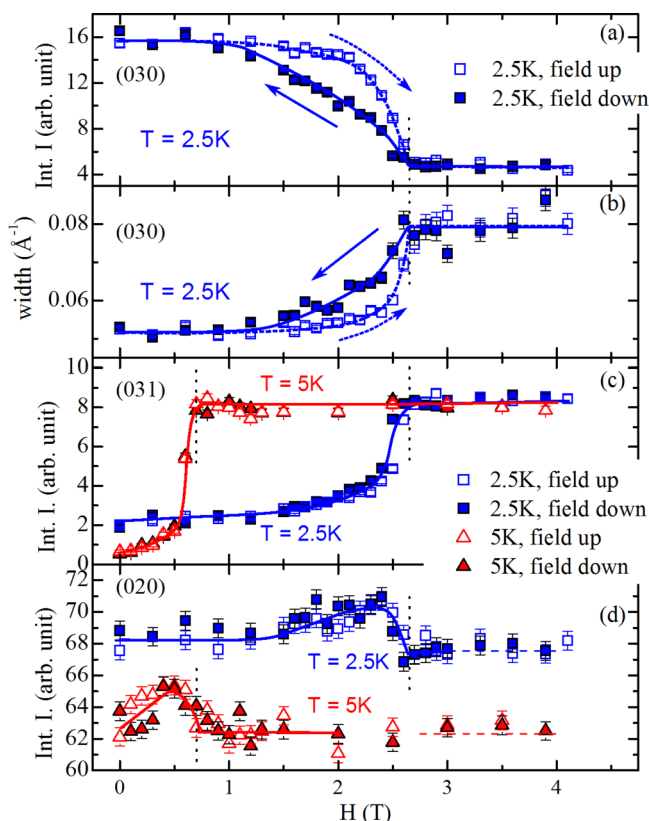 (a)
16
12
8
4
Int. I (arb. unit)
(030)
T = 2.5K
2.5K, field up
2.5K, field down
(b)
0.08
0.06
width (Å⁻¹)
(030)
T = 2.5K
(c)
10
8
6
4
2
0
Int. I. (arb. unit)
(031)
T = 5K
T = 2.5K
2.5K, field up
2.5K, field down
5K, field up
5K, field down
(d)
72
70
68
66
64
62
60
Int. I. (arb. unit)
(020)
T = 2.5K
T = 5K
0 1 2 3 4
H (T)